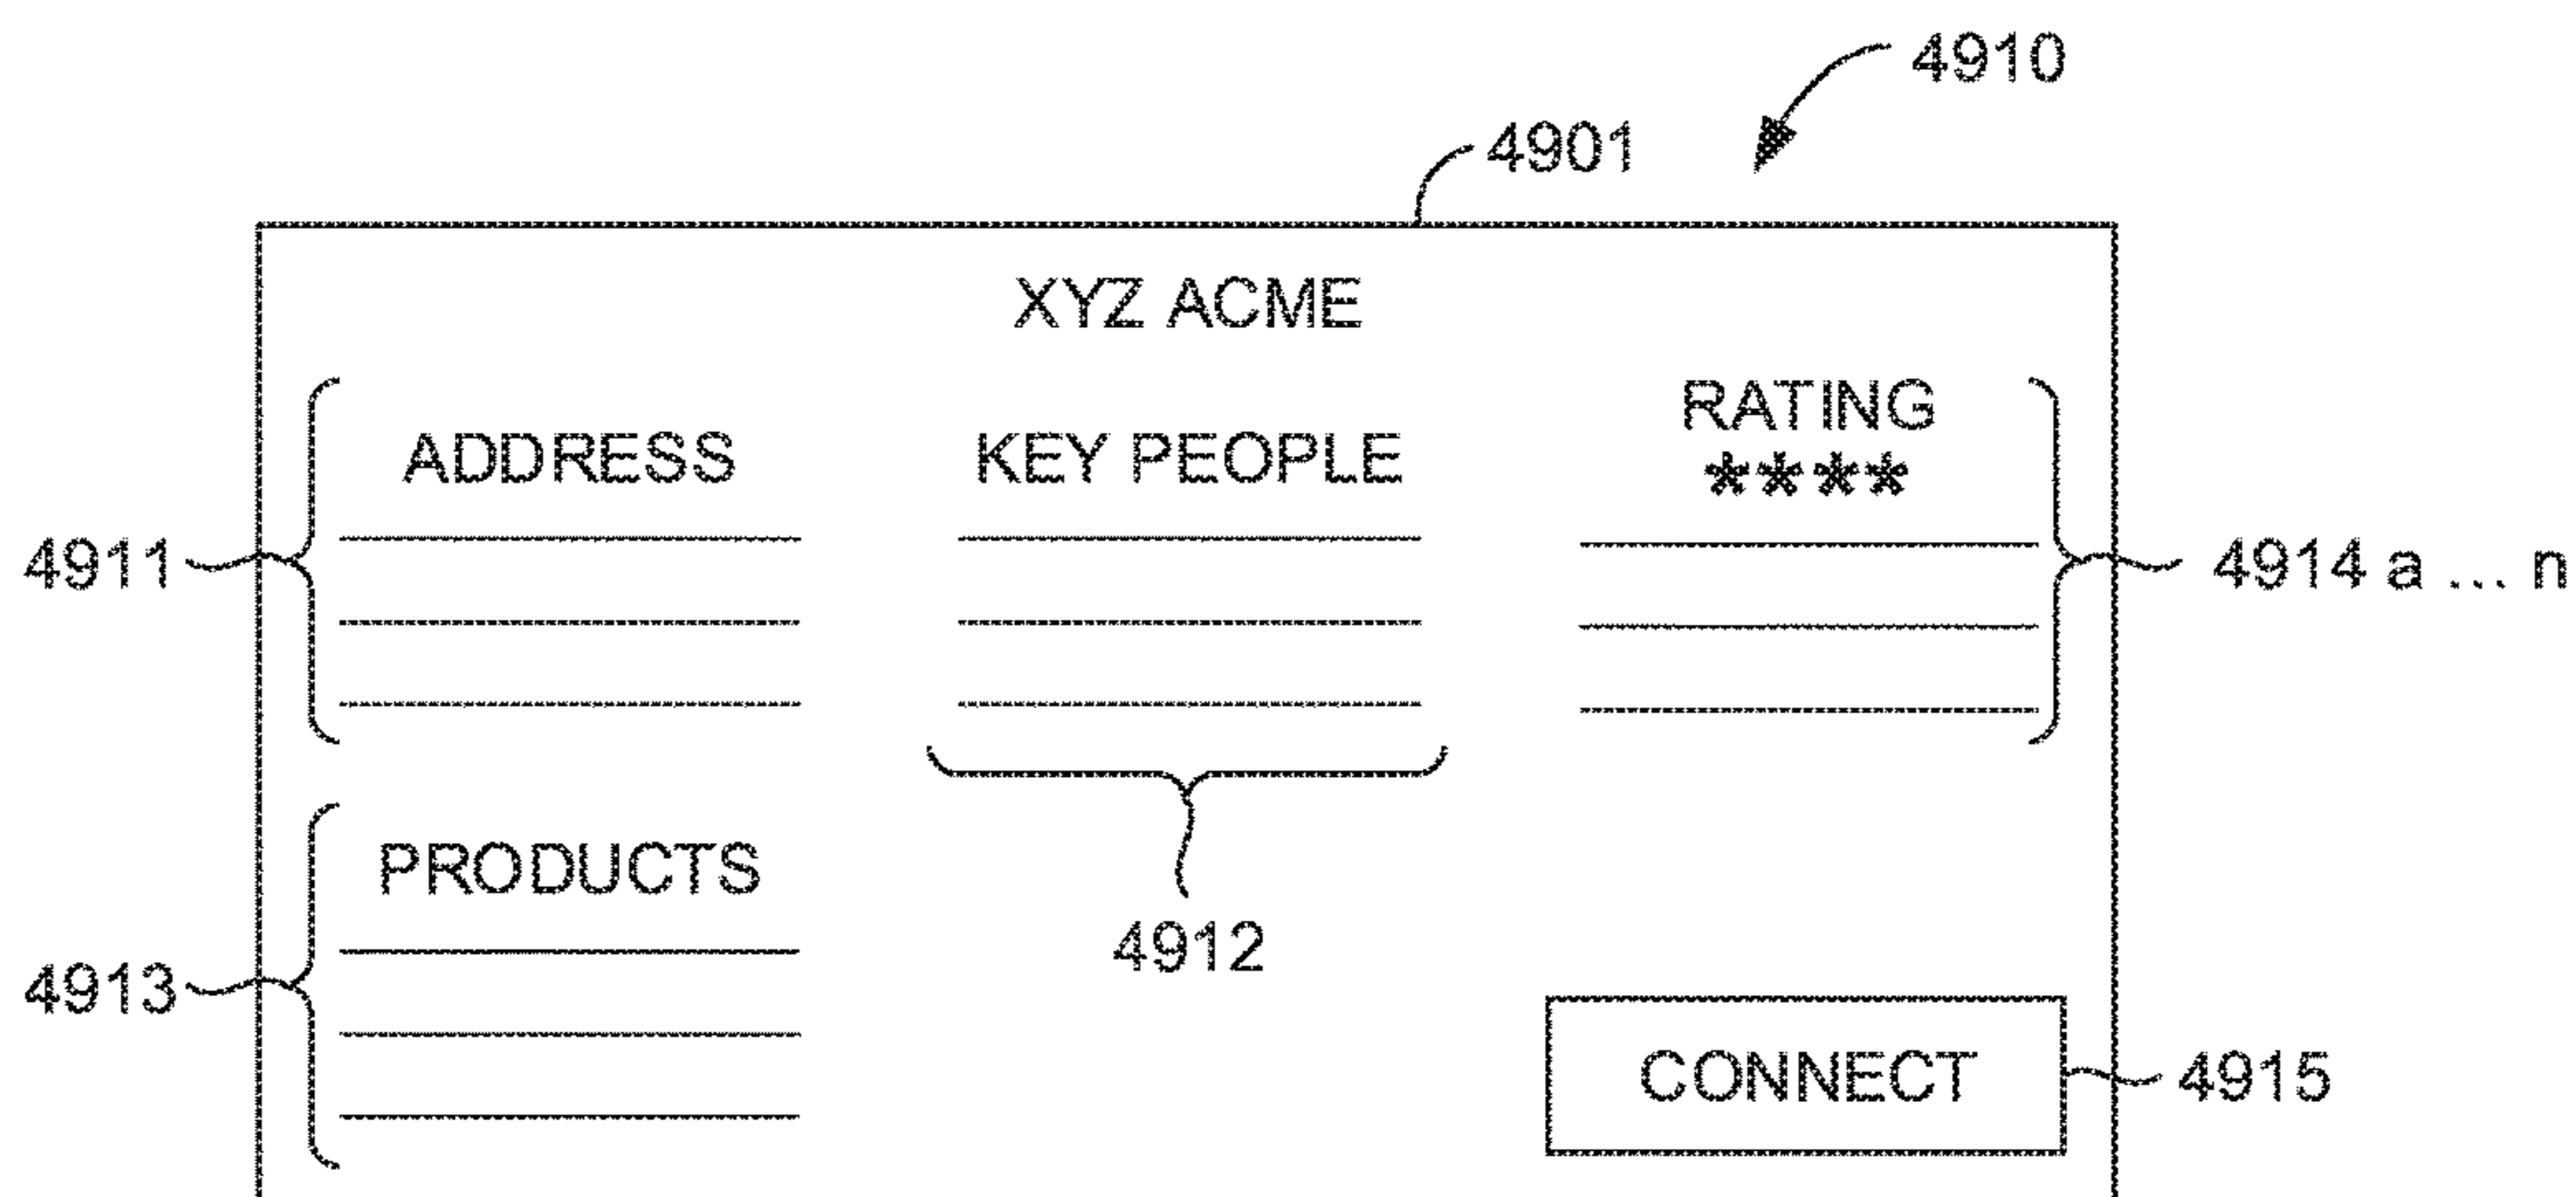 4910
4901
XYZ ACME
RATING
ADDRESS KEY PEOPLE ****
4911 4914 a ... n
PRODUCTS
4912
4913
CONNECT 4915